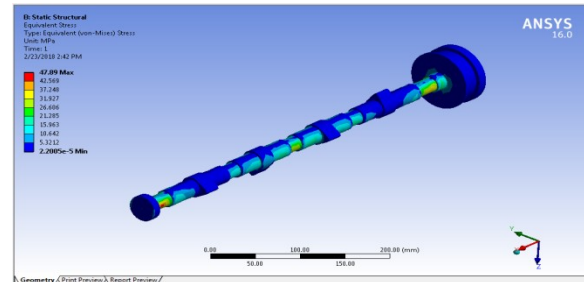 B: Static Structural
Equivalent Stress
Type: Equivalent (von-Mises) Stress
Unit: MPa
Time: 1
2/23/2018 2:42 PM
47.89 Max
42.569
37.248
31.927
26.606
21.285
15.963
10.642
5.3212
2.2005e-5 Min
ANSYS
16.0
0.00 100.00 200.00 (mm)
50.00 150.00
Y
Z
Geometry / Print Preview / Report Preview /